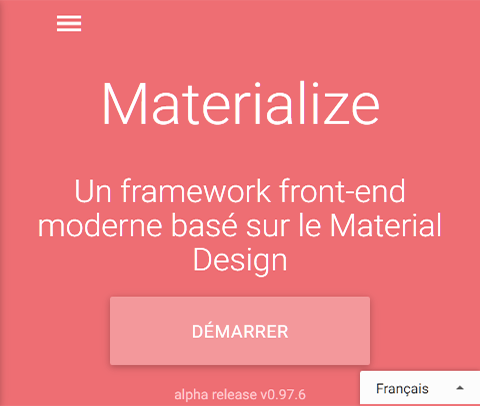 Materialize
Un framework front-end
moderne basé sur le Material
Design
DÉMARRER
alpha release v0.97.6
Français